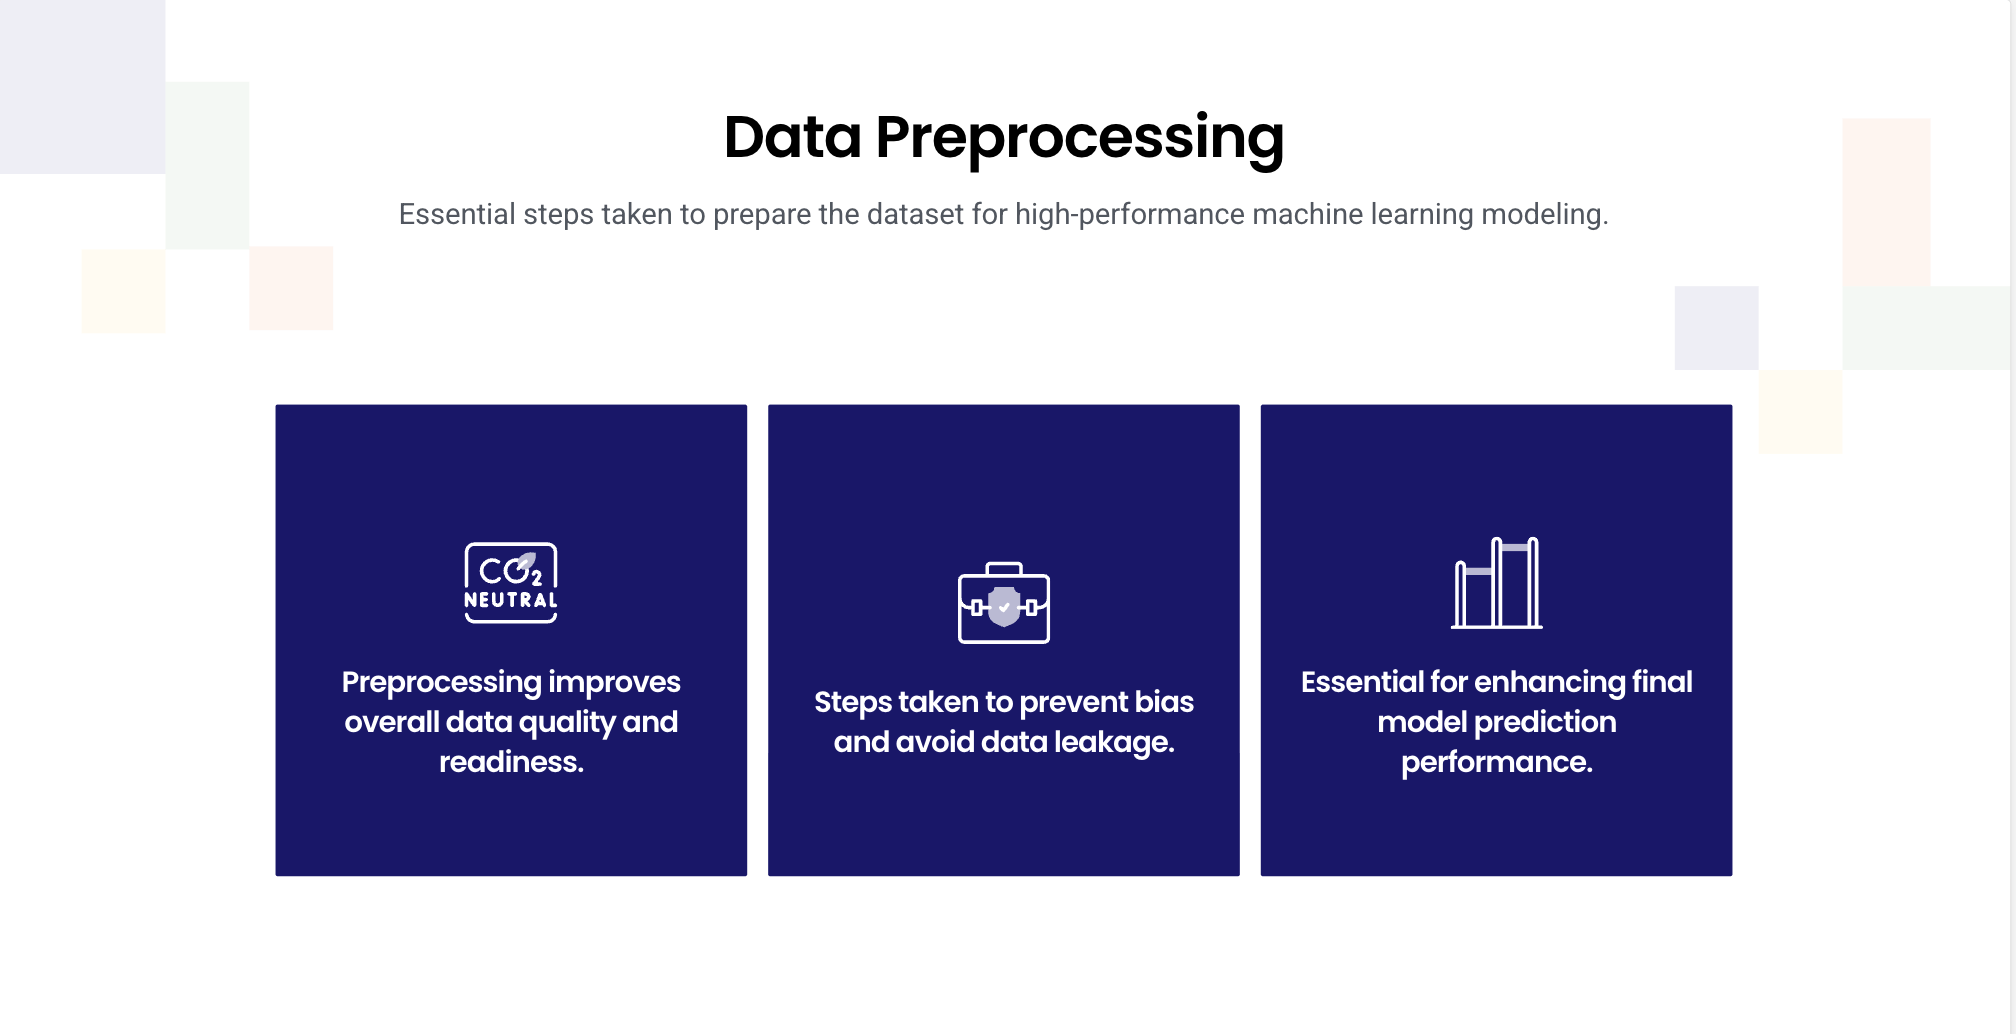 Data Preprocessing
Essential steps taken to prepare the dataset for high-performance machine learning modeling.
CO2
NEUTRAL
Preprocessing improves
overall data quality and
readiness.
Steps taken to prevent bias
and avoid data leakage.
Essential for enhancing final
model prediction
performance.